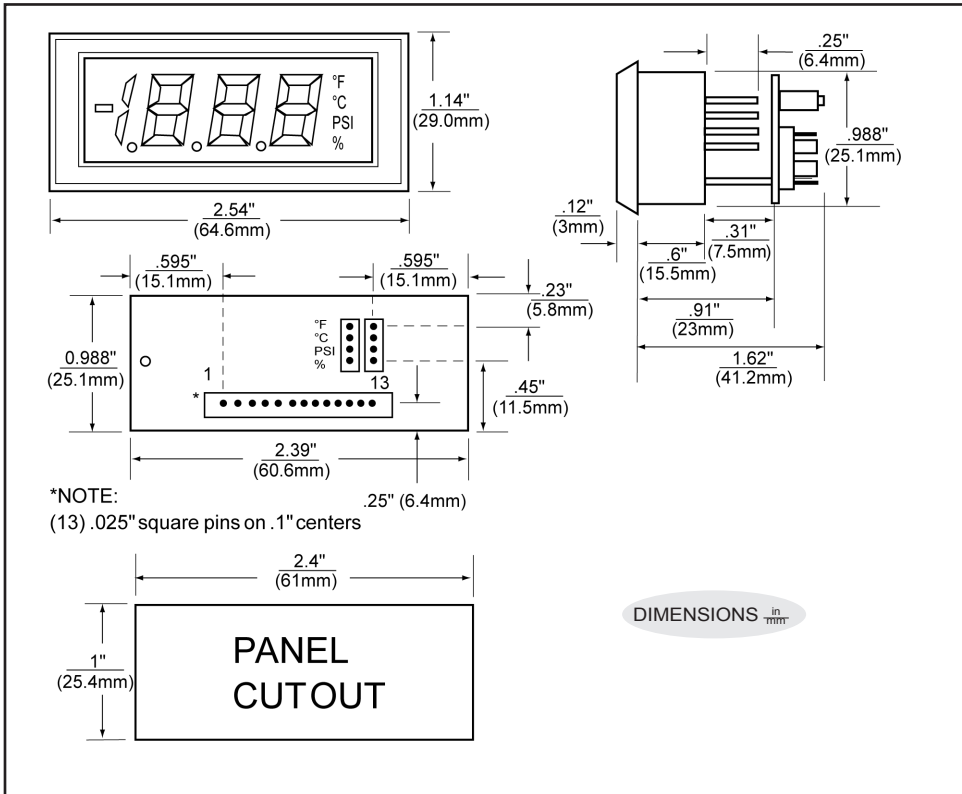 -1.8.8.8
°F
°C
PSI
%
1.14"
(29.0mm)
2.54"
(64.6mm)
.25"
(6.4mm)
.988"
(25.1mm)
.12"
(3mm)
.31"
(7.5mm)
.6"
(15.5mm)
.91"
(23mm)
1.62"
(41.2mm)
.595"
(15.1mm)
.595"
(15.1mm)
.23"
(5.8mm)
0.988"
(25.1mm)
°F
°C
PSI
%
1
13
*
.45"
(11.5mm)
2.39"
(60.6mm)
.25" (6.4mm)
*NOTE:
(13) .025" square pins on .1" centers
2.4"
(61mm)
1"
(25.4mm)
PANEL
CUTOUT
DIMENSIONS in/mm